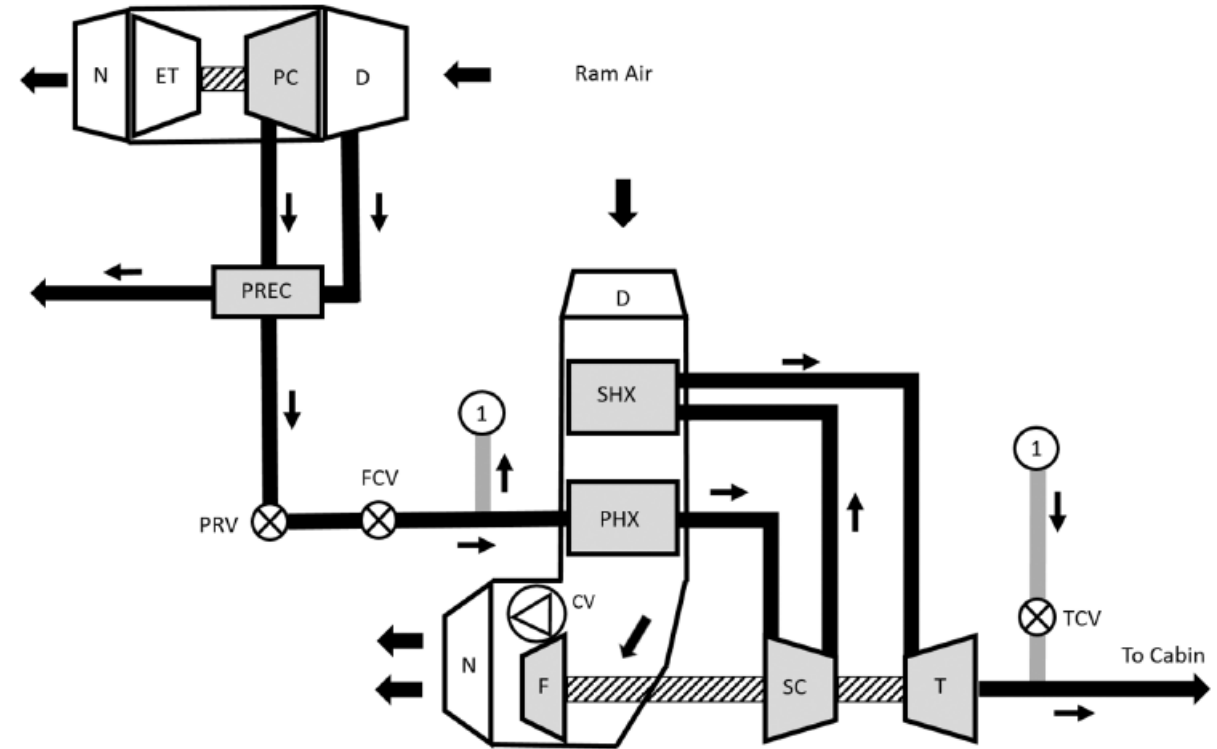 N ET PC D Ram Air
PREC
D
SHX
1
1
FCV
PRV
PHX
CV
TCV
To Cabin
N F SC T